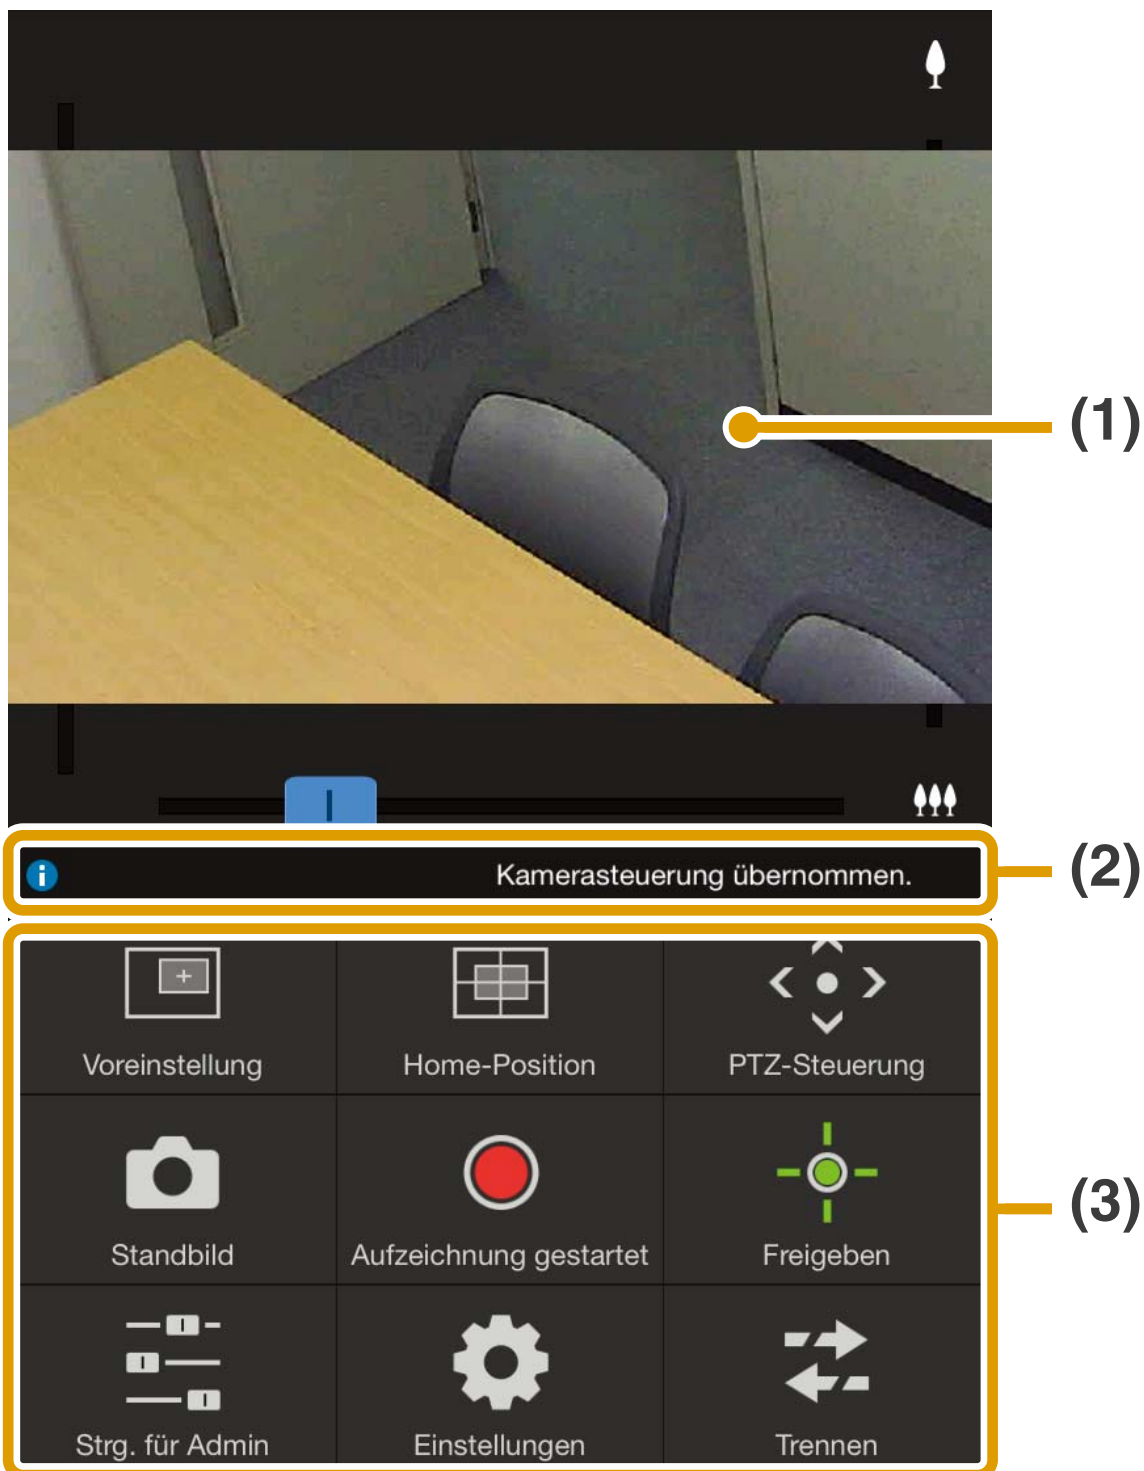 (1)
Kamerasteuerung übernommen.
(2)
Voreinstellung
Home-Position
PTZ-Steuerung
(3)
Standbild
Aufzeichnung gestartet
Freigeben
Strg. für Admin
Einstellungen
Trennen